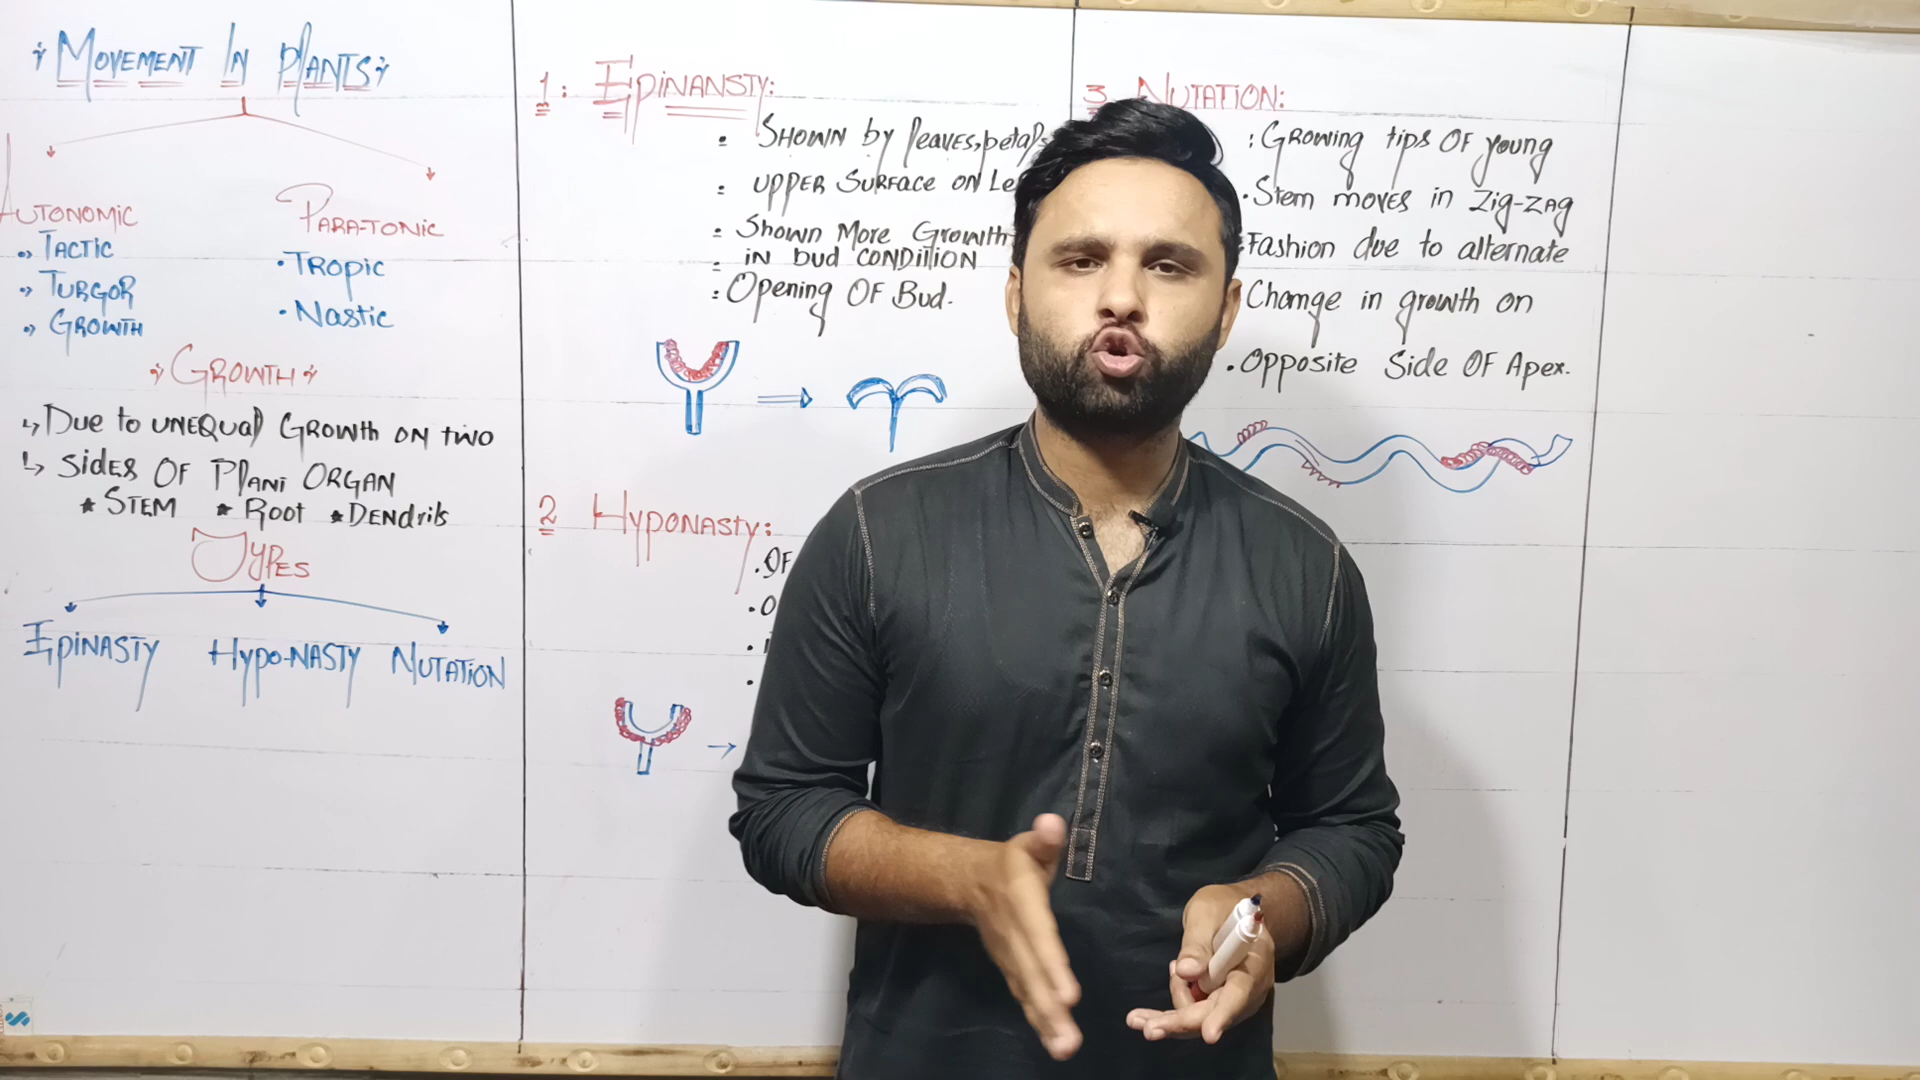 MOVEMENT IN PLANTS
AUTONOMIC
TACTIC
TURGOR
GROWTH
PARA-TONIC
TROPIC
NASTIC
GROWTH
DUE TO UNEQUAL GROWTH ON TWO
SIDES OF PLANT ORGAN
STEM ROOT DENDRILS
TYPES
EPINASTY HYPO-NASTY NUTATION
1: EPINANSTY:
SHOWN by leaves, petals
UPPER SURFACE ON
SHOWN MORE GROWTH
IN bud CONDITION
OPENING OF BUD.
2 HYPONASTY:
3 NUTATION:
: GROWING tips OF young
Stem moves in Zig-ZAG
Fashion due to alternate
Change in growth on
Opposite Side OF Apex.